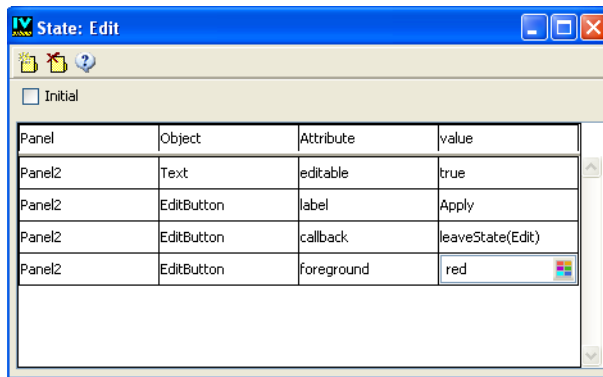 State: Edit
Initial
Panel Object Attribute value
Panel2 Text editable true
Panel2 EditButton label Apply
Panel2 EditButton callback leaveState(Edit)
Panel2 EditButton foreground red